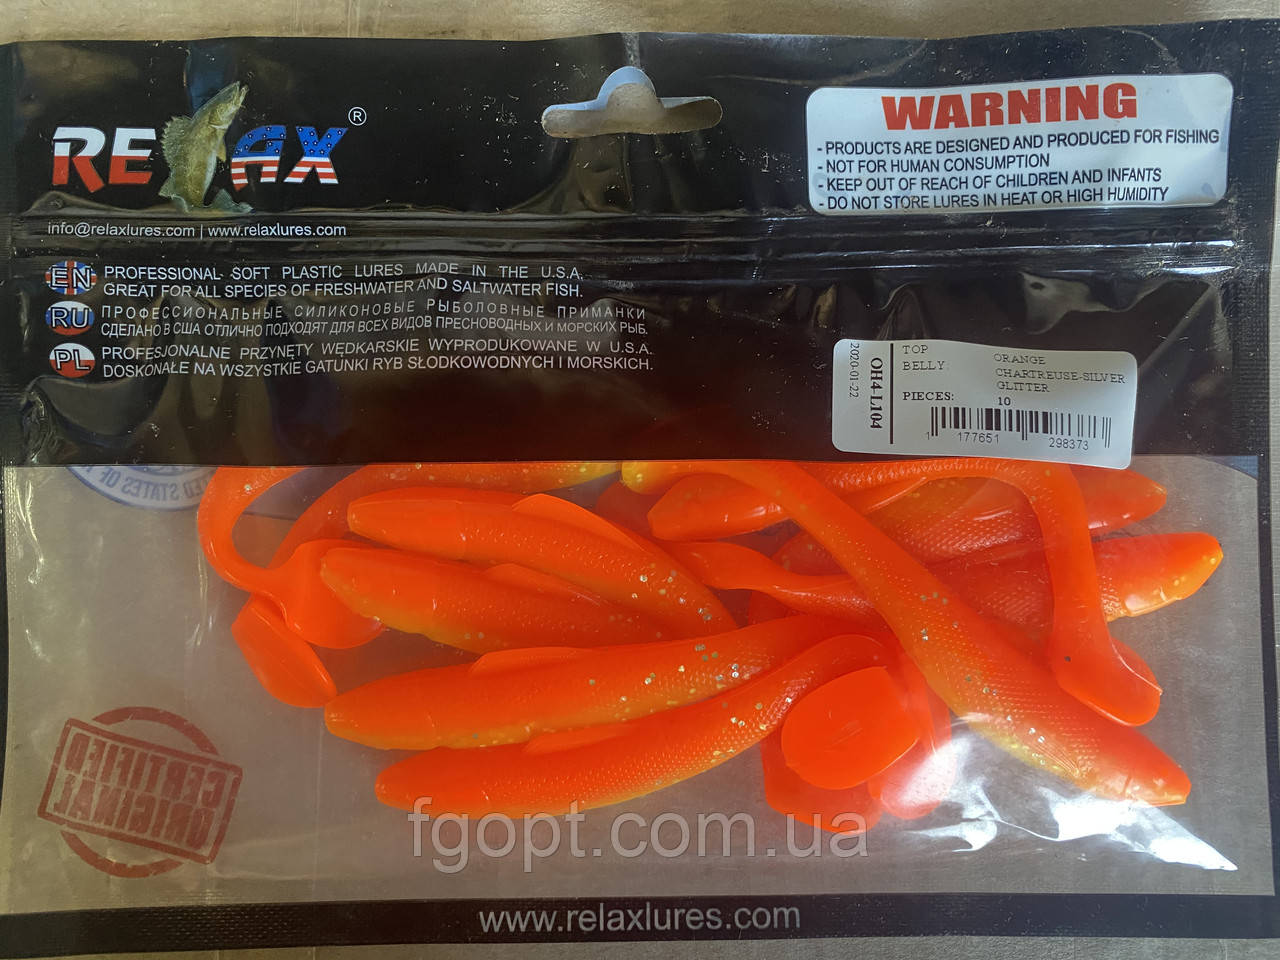 RELAX®
info@relaxlures.com | www.relaxlures.com
WARNING
- PRODUCTS ARE DESIGNED AND PRODUCED FOR FISHING
- NOT FOR HUMAN CONSUMPTION
- KEEP OUT OF REACH OF CHILDREN AND INFANTS
- DO NOT STORE LURES IN HEAT OR HIGH HUMIDITY
EN PROFESSIONAL SOFT PLASTIC LURES MADE IN THE U.S.A.
GREAT FOR ALL SPECIES OF FRESHWATER AND SALTWATER FISH.
RU ПРОФЕССИОНАЛЬНЫЕ СИЛИКОНОВЫЕ РЫБОЛОВНЫЕ ПРИМАНКИ
СДЕЛАНО В США ОТЛИЧНО ПОДХОДЯТ ДЛЯ ВСЕХ ВИДОВ ПРЕСНОВОДНЫХ И МОРСКИХ РЫБ.
PL PROFESJONALNE PRZYNĘTY WĘDKARSKIE WYPRODUKOWANE W U.S.A.
DOSKONAŁE NA WSZYSTKIE GATUNKI RYB SŁODKOWODNYCH I MORSKICH.
2020-01-22
OH4-L104
TOP ORANGE
BELLY: CHARTREUSE-SILVER
GLITTER
PIECES: 10
1 177651 298373
STATES OF
CERTIFIED
ORIGINAL
fgopt.com.ua
www.relaxlures.com